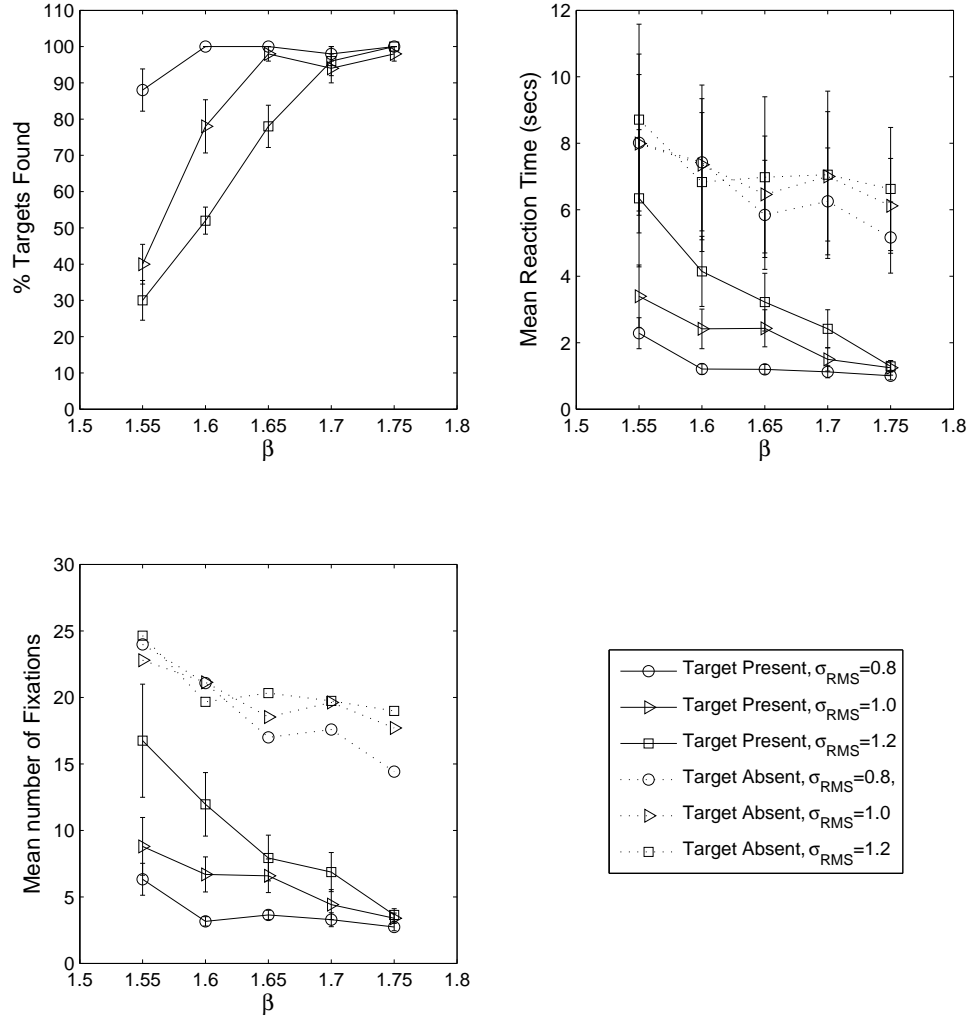 % Targets Found
100
90
80
70
60
50
40
30
20
10
0
1.5 1.55 1.6 1.65 1.7 1.75 1.8
β
Mean Reaction Time (secs)
12
10
8
6
4
2
0
1.5 1.55 1.6 1.65 1.7 1.75 1.8
β
Mean number of Fixations
30
25
20
15
10
5
0
1.5 1.55 1.6 1.65 1.7 1.75 1.8
β
Target Present, σRMS=0.8
Target Present, σRMS=1.0
Target Present, σRMS=1.2
Target Absent, σRMS=0.8,
Target Absent, σRMS=1.0
Target Absent, σRMS=1.2